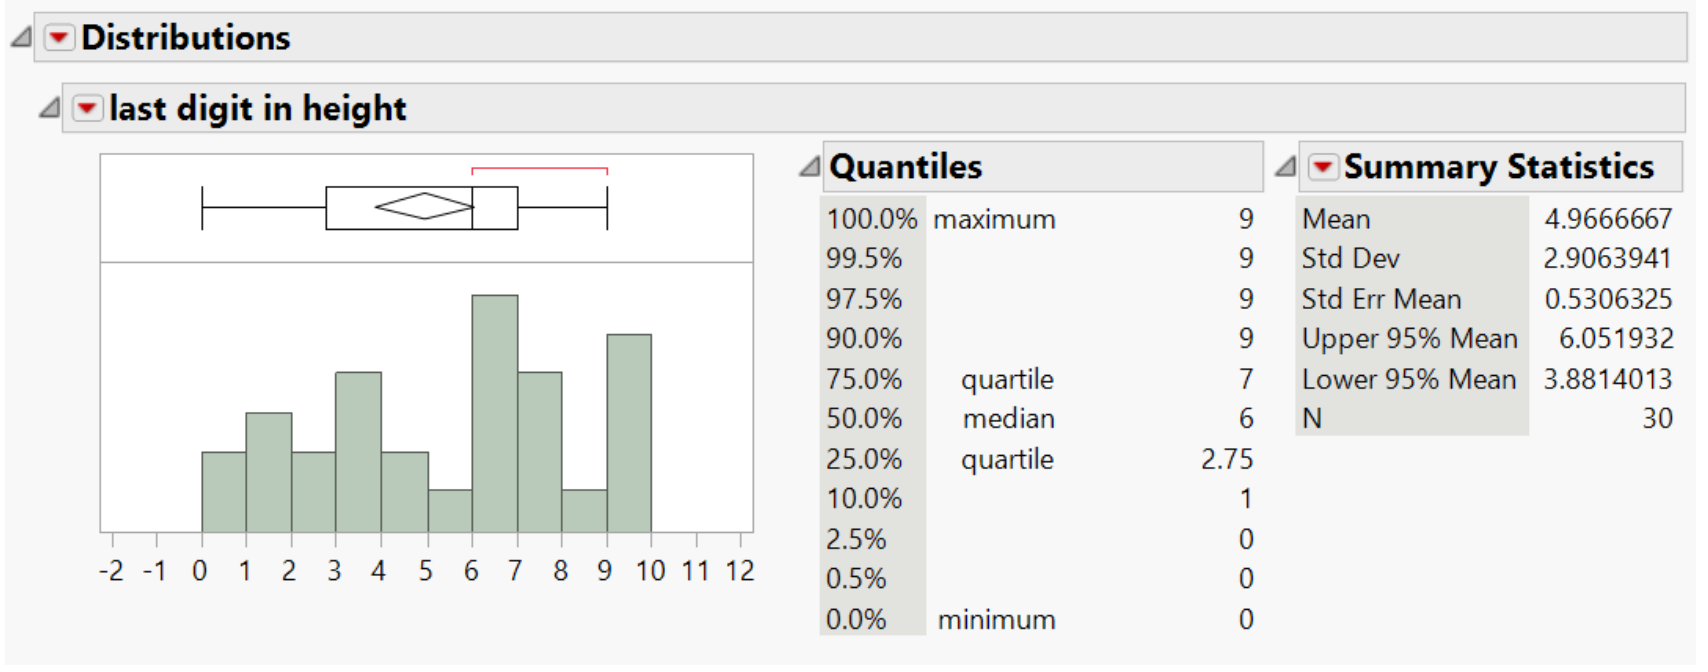 Distributions
last digit in height
-2 -1 0 1 2 3 4 5 6 7 8 9 10 11 12
Quantiles
100.0% maximum 9
99.5% 9
97.5% 9
90.0% 9
75.0% quartile 7
50.0% median 6
25.0% quartile 2.75
10.0% 1
2.5% 0
0.5% 0
0.0% minimum 0
Summary Statistics
Mean 4.9666667
Std Dev 2.9063941
Std Err Mean 0.5306325
Upper 95% Mean 6.051932
Lower 95% Mean 3.8814013
N 30